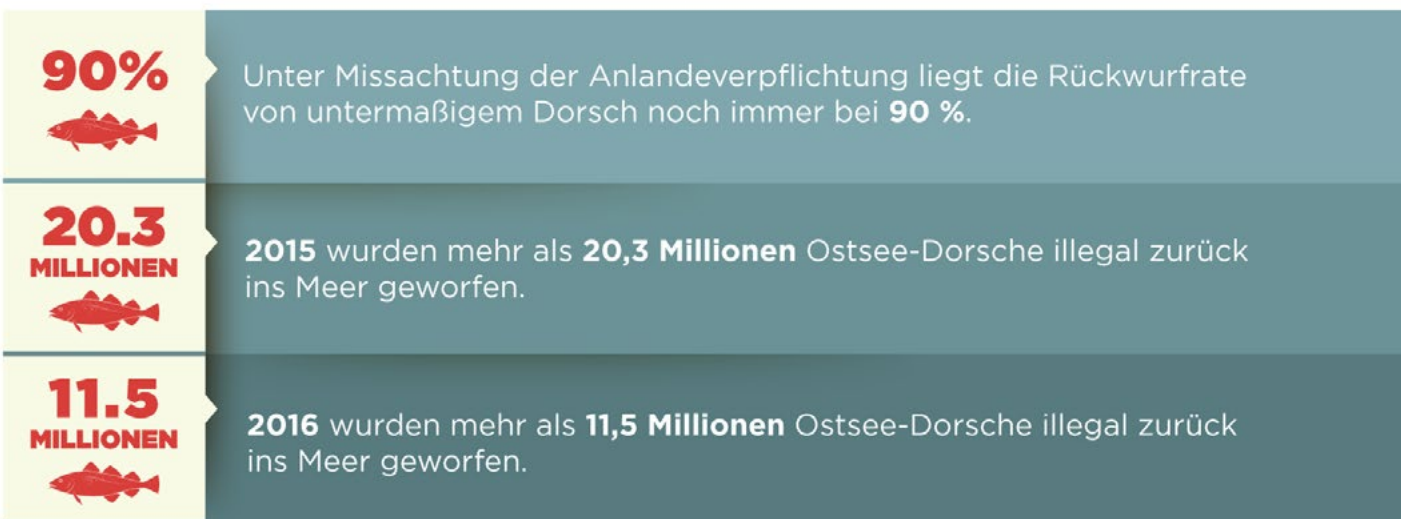 90%
Unter Missachtung der Anlandeverpflichtung liegt die Rückwurfrate
von untermaßigem Dorsch noch immer bei 90 %.
20.3
MILLIONEN
2015 wurden mehr als 20,3 Millionen Ostsee-Dorsche illegal zurück
ins Meer geworfen.
11.5
MILLIONEN
2016 wurden mehr als 11,5 Millionen Ostsee-Dorsche illegal zurück
ins Meer geworfen.